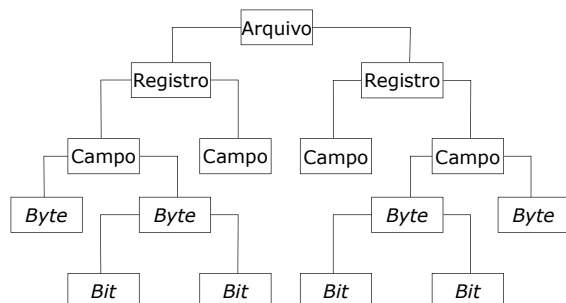 Arquivo
Registro Registro
Campo Campo Campo Campo
Byte Byte Byte Byte
Bit Bit Bit Bit